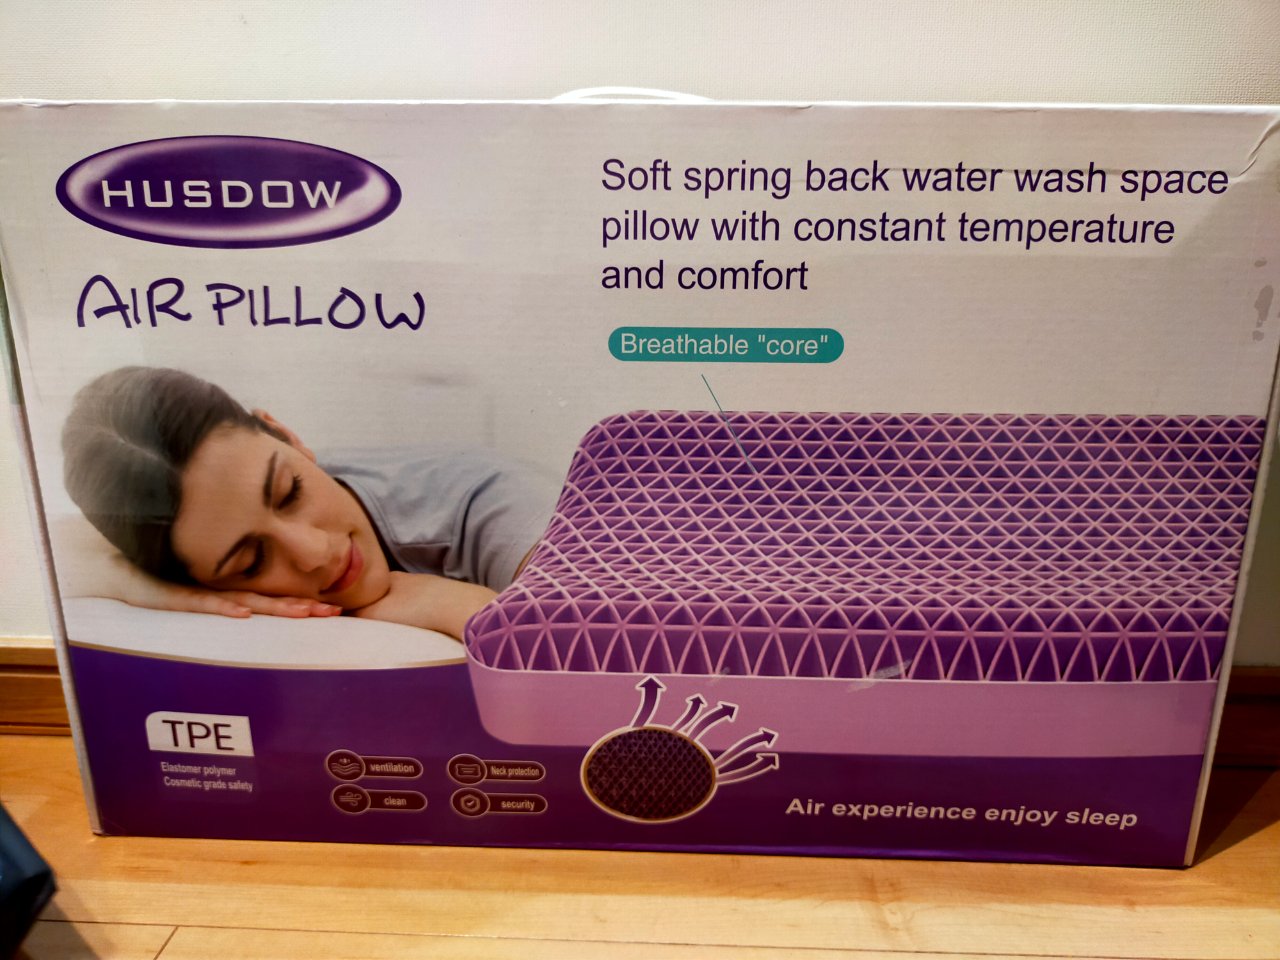 HUSDOW
AIR PILLOW
Soft spring back water wash space
pillow with constant temperature
and comfort
Breathable "core"
TPE
Elastomer polymer
Cosmetic grade safety
ventilation
Neck protection
clean
security
Air experience enjoy sleep